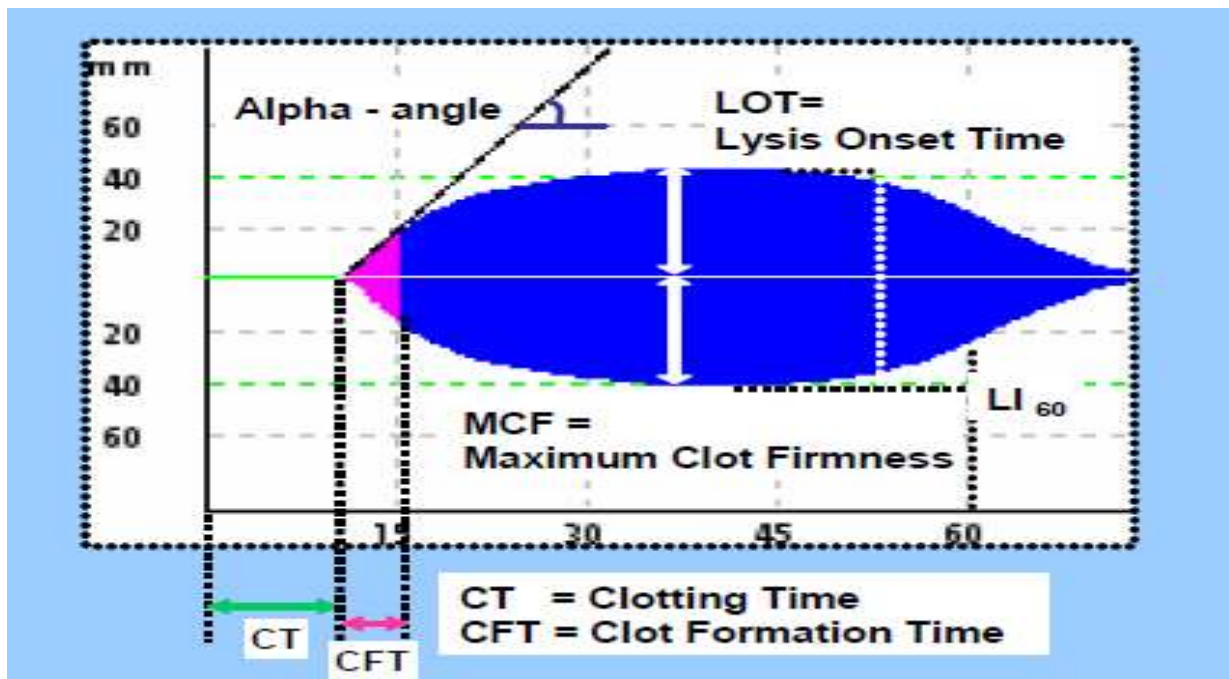 mm
Alpha - angle
LOT=
Lysis Onset Time
60
40
20
20
40
60
MCF =
Maximum Clot Firmness
LI 60
15 30 45 60
CT = Clotting Time
CFT = Clot Formation Time
CT
CFT